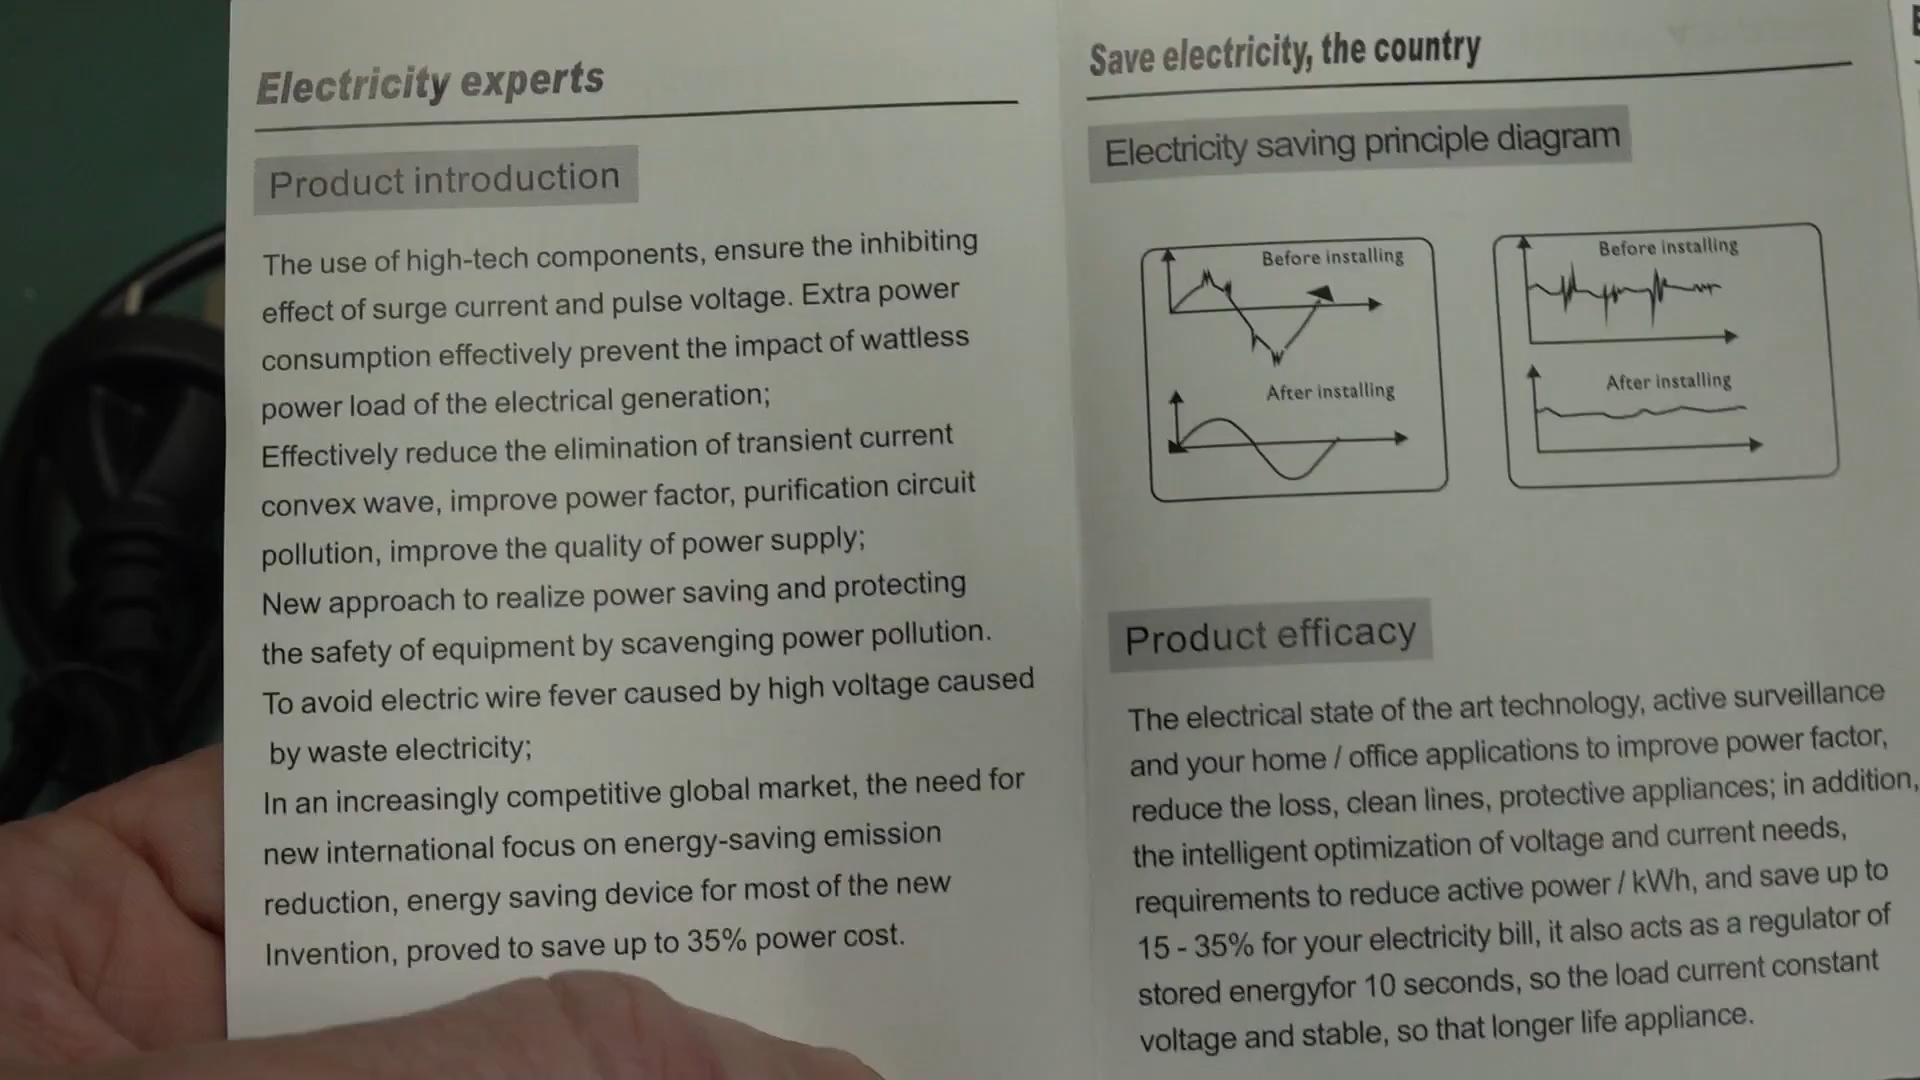 Electricity experts
Product introduction
The use of high-tech components, ensure the inhibiting
effect of surge current and pulse voltage. Extra power
consumption effectively prevent the impact of wattless
power load of the electrical generation;
Effectively reduce the elimination of transient current
convex wave, improve power factor, purification circuit
pollution, improve the quality of power supply;
New approach to realize power saving and protecting
the safety of equipment by scavenging power pollution.
To avoid electric wire fever caused by high voltage caused
by waste electricity;
In an increasingly competitive global market, the need for
new international focus on energy-saving emission
reduction, energy saving device for most of the new
Invention, proved to save up to 35% power cost.
Save electricity, the country
Electricity saving principle diagram
Before installing
After installing
Before installing
After installing
Product efficacy
The electrical state of the art technology, active surveillance
and your home / office applications to improve power factor,
reduce the loss, clean lines, protective appliances; in addition,
the intelligent optimization of voltage and current needs,
requirements to reduce active power / kWh, and save up to
15 - 35% for your electricity bill, it also acts as a regulator of
stored energyfor 10 seconds, so the load current constant
voltage and stable, so that longer life appliance.